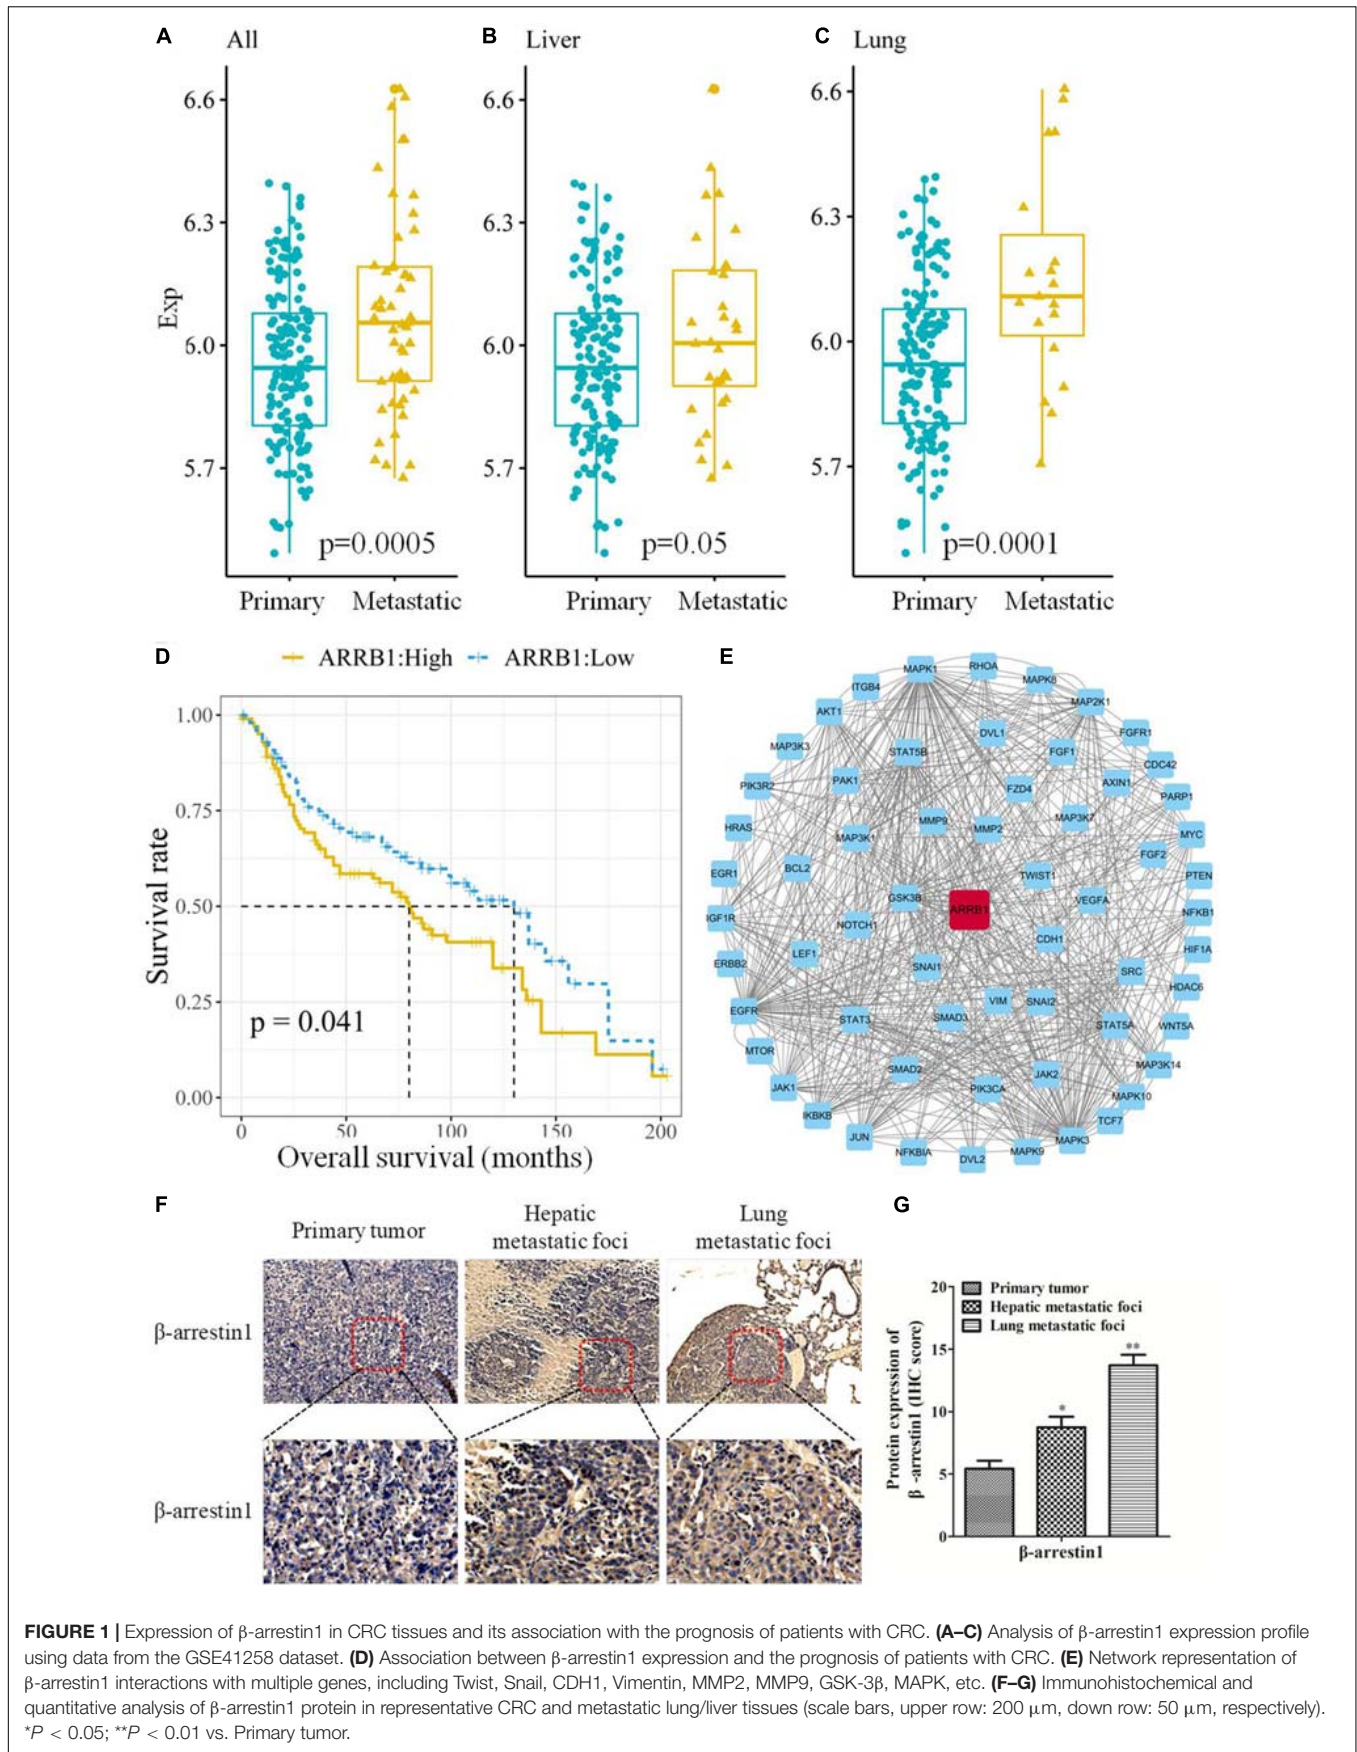 A All
B Liver
C Lung
Exp
6.6
6.3
6.0
5.7
p=0.0005
Primary Metastatic
6.6
6.3
6.0
5.7
p=0.05
Primary Metastatic
6.6
6.3
6.0
5.7
p=0.0001
Primary Metastatic
D
ARRB1:High ARRB1:Low
Survival rate
1.00
0.75
0.50
0.25
0.00
p = 0.041
0 50 100 150 200
Overall survival (months)
E
MAPK1
RHOA
ITGB4
MAPK8
AKT1
MAP2K1
DVL1
FGFR1
MAP3K3
STAT5B
FGF1
CDC42
PIK3R2
PAK1
FZD4
AXIN1
PARP1
HRAS
MAP3K1
MMP9
MMP2
MAP3K7
MYC
FGF2
EGR1
BCL2
TWIST1
PTEN
GSK3B
ARRB1
VEGFA
IGF1R
NOTCH1
NFKB1
CDH1
HIF1A
ERBB2
LEF1
SNAI1
SRC
HDAC6
EGFR
STAT3
SMAD3
VIM
SNAI2
STAT5A
WNT5A
MTOR
SMAD2
JAK2
MAP3K14
JAK1
PIK3CA
MAPK10
IKBKB
TCF7
JUN
MAPK3
NFKBIA
DVL2
MAPK9
F
Primary tumor
Hepatic
metastatic foci
Lung
metastatic foci
β-arrestin1
β-arrestin1
G
Primary tumor
Hepatic metastatic foci
Lung metastatic foci
Protein expression of
β -arrestin1 (IHC score)
20
15
10
5
0
*
**
β-arrestin1
FIGURE 1 | Expression of β-arrestin1 in CRC tissues and its association with the prognosis of patients with CRC. (A–C) Analysis of β-arrestin1 expression profile
using data from the GSE41258 dataset. (D) Association between β-arrestin1 expression and the prognosis of patients with CRC. (E) Network representation of
β-arrestin1 interactions with multiple genes, including Twist, Snail, CDH1, Vimentin, MMP2, MMP9, GSK-3β, MAPK, etc. (F–G) Immunohistochemical and
quantitative analysis of β-arrestin1 protein in representative CRC and metastatic lung/liver tissues (scale bars, upper row: 200 μm, down row: 50 μm, respectively).
*P < 0.05; **P < 0.01 vs. Primary tumor.